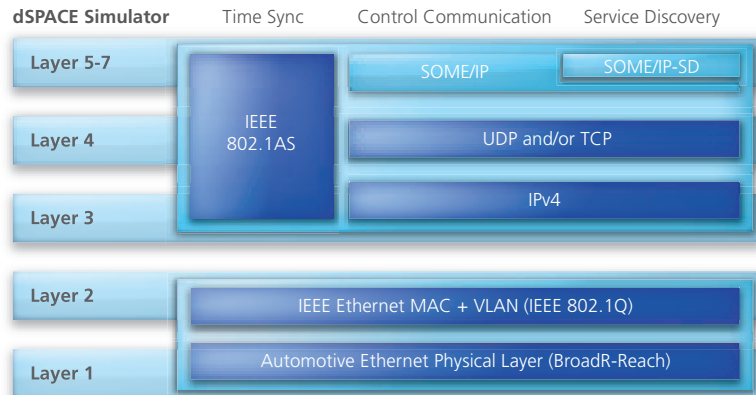 dSPACE Simulator
Time Sync
Control Communication
Service Discovery
Layer 5-7
SOME/IP
SOME/IP-SD
IEEE
802.1AS
Layer 4
UDP and/or TCP
Layer 3
IPv4
Layer 2
IEEE Ethernet MAC + VLAN (IEEE 802.1Q)
Layer 1
Automotive Ethernet Physical Layer (BroadR-Reach)